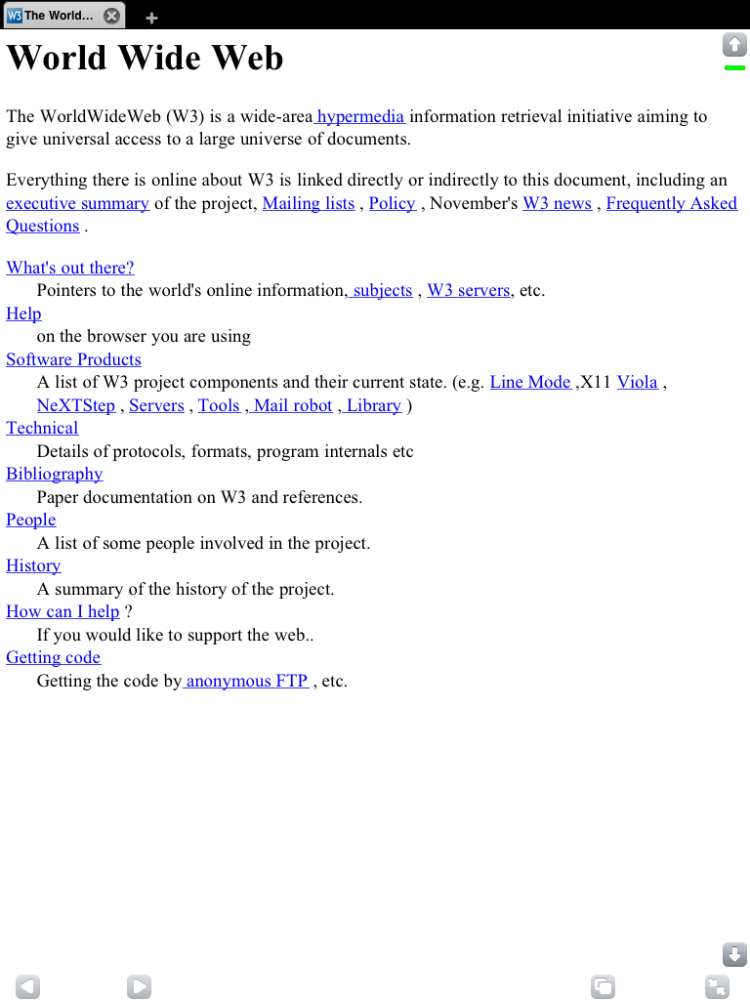 W3 The World...
World Wide Web
The WorldWideWeb (W3) is a wide-area hypermedia information retrieval initiative aiming to
give universal access to a large universe of documents.
Everything there is online about W3 is linked directly or indirectly to this document, including an
executive summary of the project, Mailing lists , Policy , November's W3 news , Frequently Asked
Questions .
What's out there?
Pointers to the world's online information, subjects , W3 servers, etc.
Help
on the browser you are using
Software Products
A list of W3 project components and their current state. (e.g. Line Mode ,X11 Viola ,
NeXTStep , Servers , Tools , Mail robot , Library )
Technical
Details of protocols, formats, program internals etc
Bibliography
Paper documentation on W3 and references.
People
A list of some people involved in the project.
History
A summary of the history of the project.
How can I help ?
If you would like to support the web..
Getting code
Getting the code by anonymous FTP , etc.